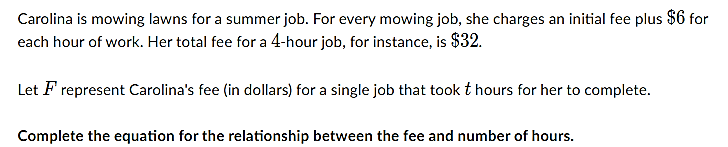 Carolina is mowing lawns for a summer job. For every mowing job, she charges an initial fee plus $6 for
each hour of work. Her total fee for a 4-hour job, for instance, is $32.
Let F represent Carolina's fee (in dollars) for a single job that took t hours for her to complete.
Complete the equation for the relationship between the fee and number of hours.